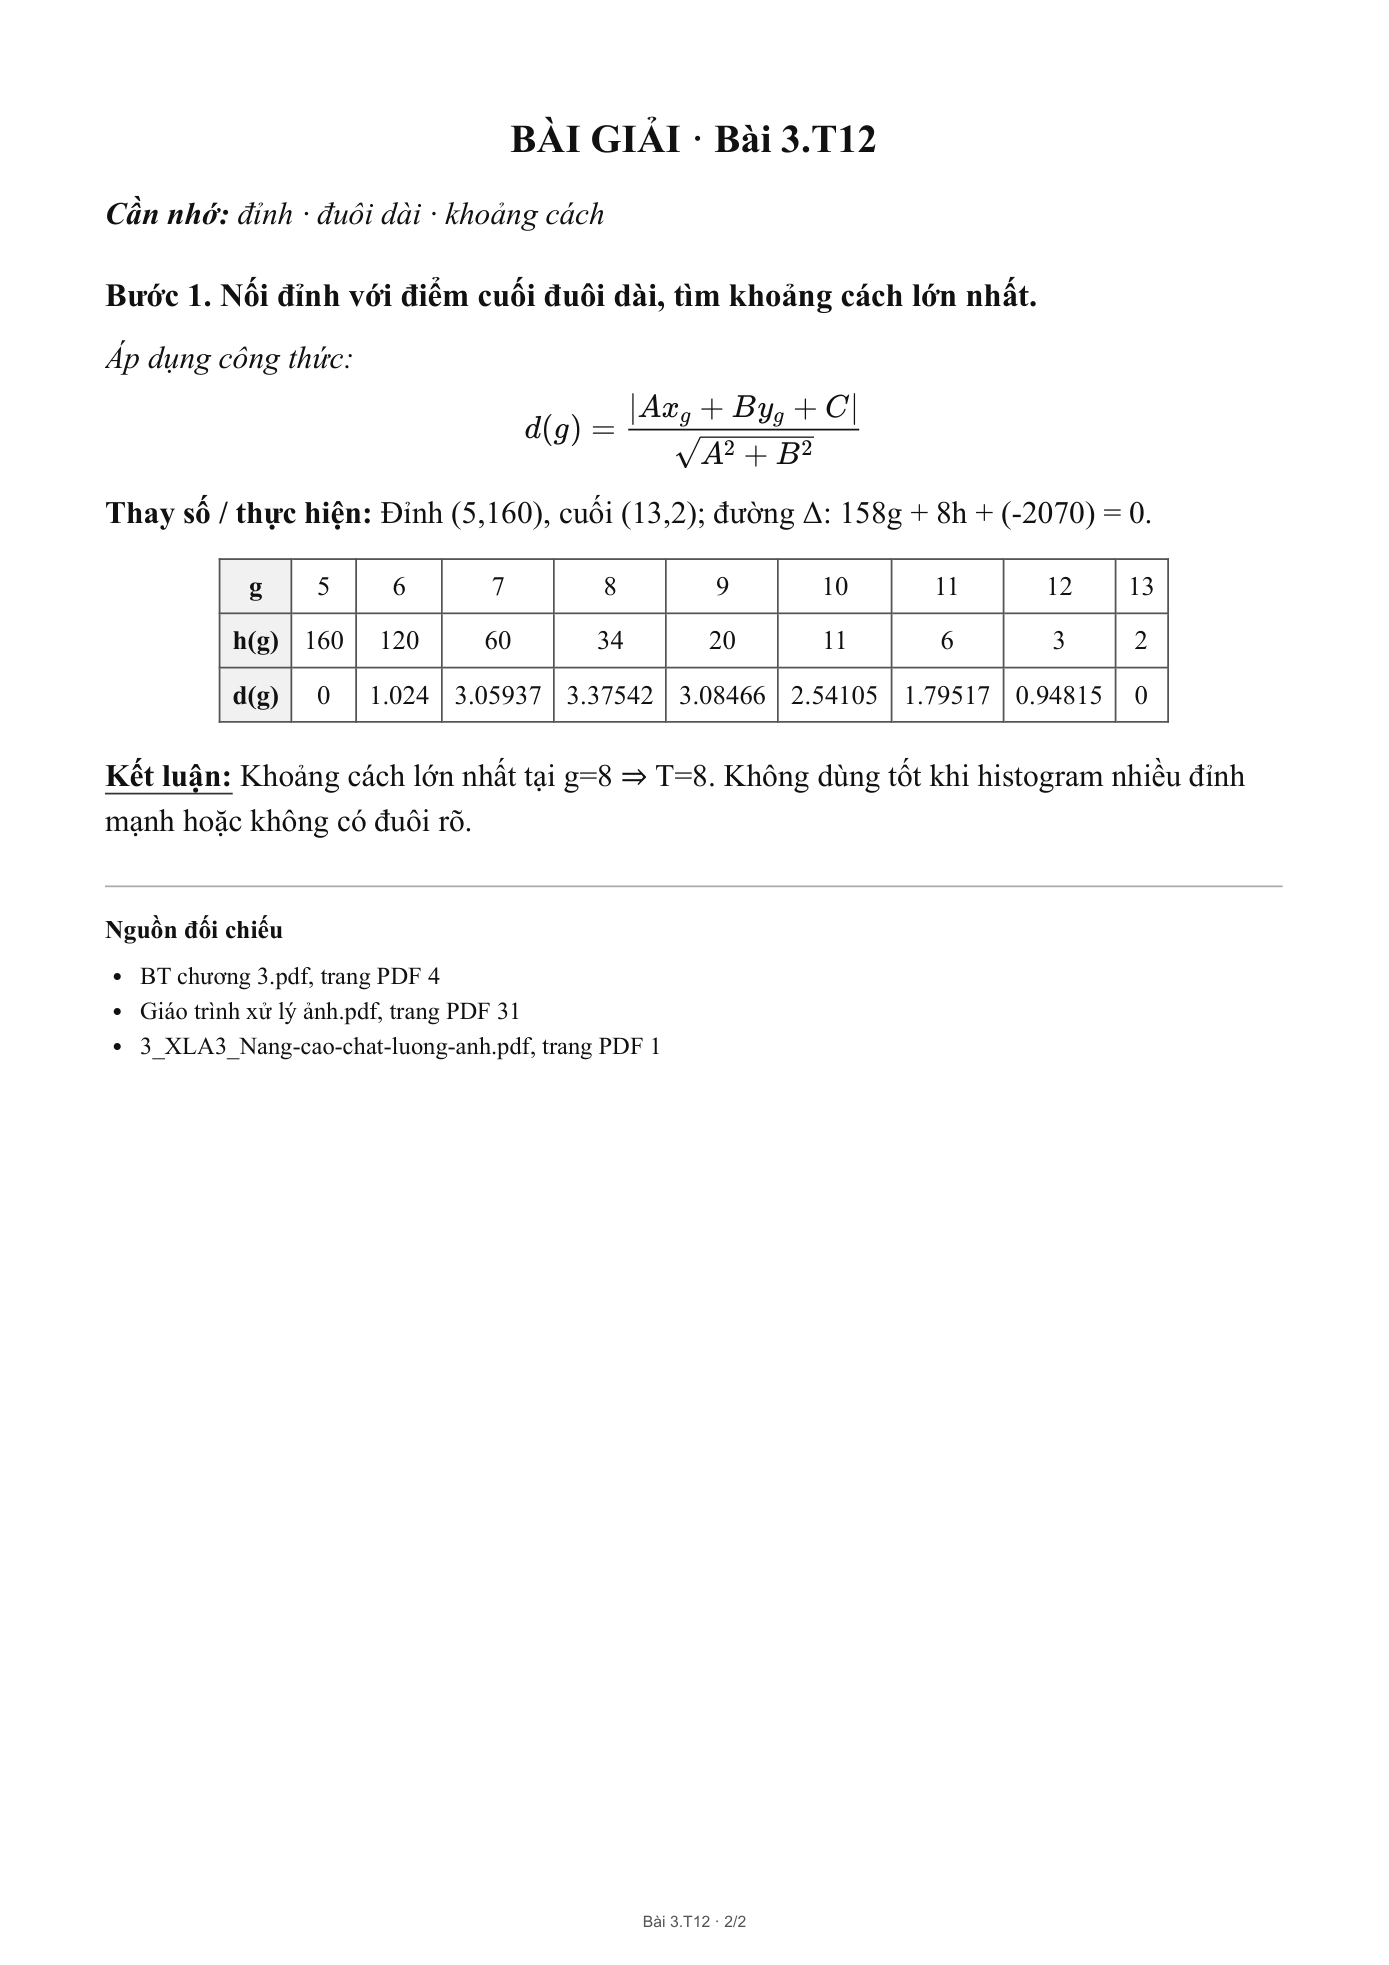 BÀI GIẢI · Bài 3.T12
Cần nhớ: đỉnh · đuôi dài · khoảng cách
Bước 1. Nối đỉnh với điểm cuối đuôi dài, tìm khoảng cách lớn nhất.
Áp dụng công thức:
d(g) = |Ax_g + By_g + C| / √(A² + B²)
Thay số / thực hiện: Đỉnh (5,160), cuối (13,2); đường Δ: 158g + 8h + (-2070) = 0.
g 5 6 7 8 9 10 11 12 13
h(g) 160 120 60 34 20 11 6 3 2
d(g) 0 1.024 3.05937 3.37542 3.08466 2.54105 1.79517 0.94815 0
Kết luận: Khoảng cách lớn nhất tại g=8 ⇒ T=8. Không dùng tốt khi histogram nhiều đỉnh
mạnh hoặc không có đuôi rõ.
Nguồn đối chiếu
• BT chương 3.pdf, trang PDF 4
• Giáo trình xử lý ảnh.pdf, trang PDF 31
• 3_XLA3_Nang-cao-chat-luong-anh.pdf, trang PDF 1
Bài 3.T12 · 2/2